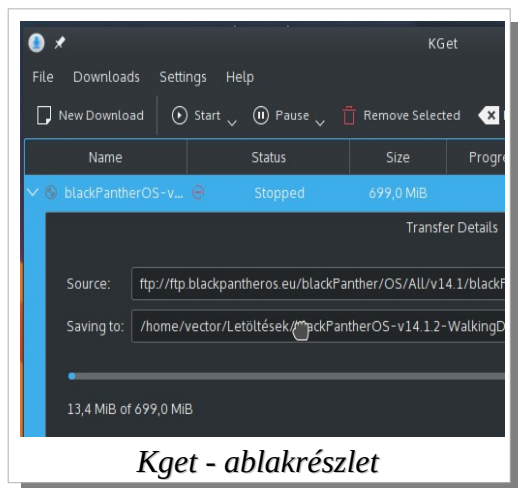 KGet
File Downloads Settings Help
New Download Start Pause Remove Selected
Name Status Size Progre
blackPantherOS-v... Stopped 699,0 MiB
Transfer Details
Source: ftp://ftp.blackpantheros.eu/blackPanther/OS/All/v14.1/blackP
Saving to: /home/vector/Letöltések/blackPantherOS-v14.1.2-WalkingD
13,4 MiB of 699,0 MiB
Kget - ablakrészlet